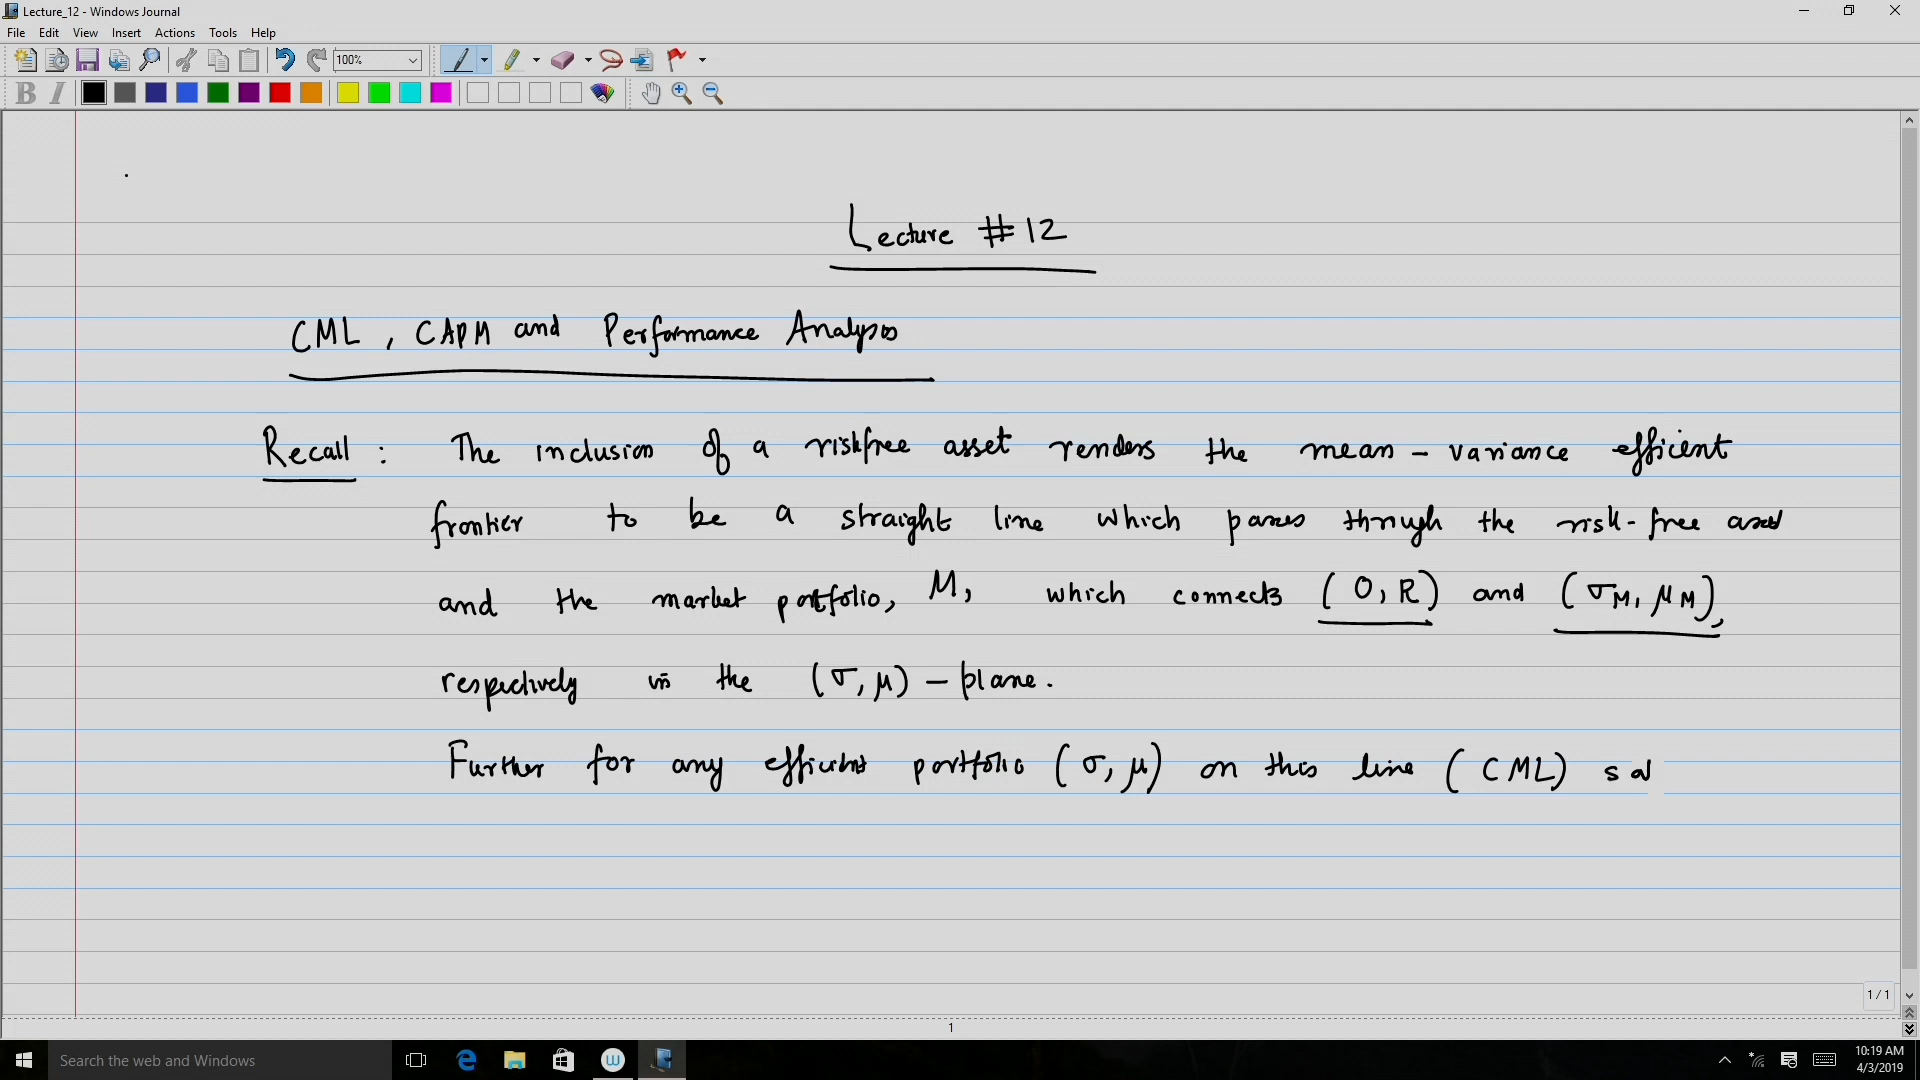 Lecture_12 - Windows Journal
File Edit View Insert Actions Tools Help
100%
B I
Lecture #12
CML, CAPM and Performance Analysis
Recall : The inclusion of a riskfree asset renders the mean - variance efficient
frontier to be a straight line which passes through the risk-free asset
and the market portfolio, M, which connects (0, R) and (σM, μM),
respectively in the (σ, μ) - plane.
Further for any efficient portfolio (σ, μ) on this line (CML) sa
1 / 1
1
Search the web and Windows
10:19 AM
4/3/2019